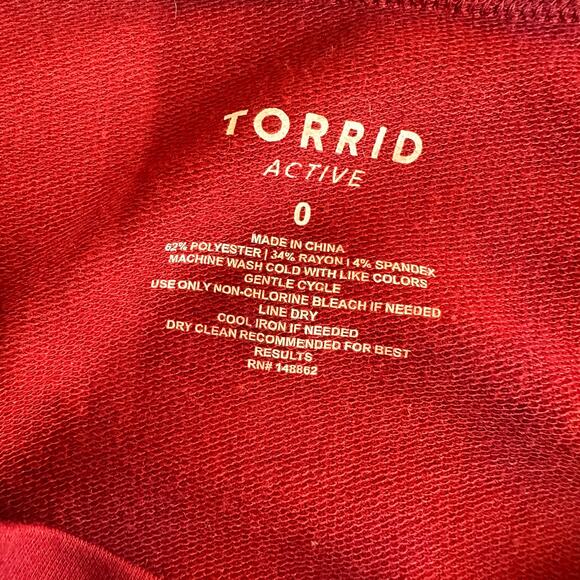 TORRID
ACTIVE
0
MADE IN CHINA
62% POLYESTER | 34% RAYON | 4% SPANDEX
MACHINE WASH COLD WITH LIKE COLORS
GENTLE CYCLE
USE ONLY NON-CHLORINE BLEACH IF NEEDED
LINE DRY
COOL IRON IF NEEDED
DRY CLEAN RECOMMENDED FOR BEST
RESULTS
RN# 148862